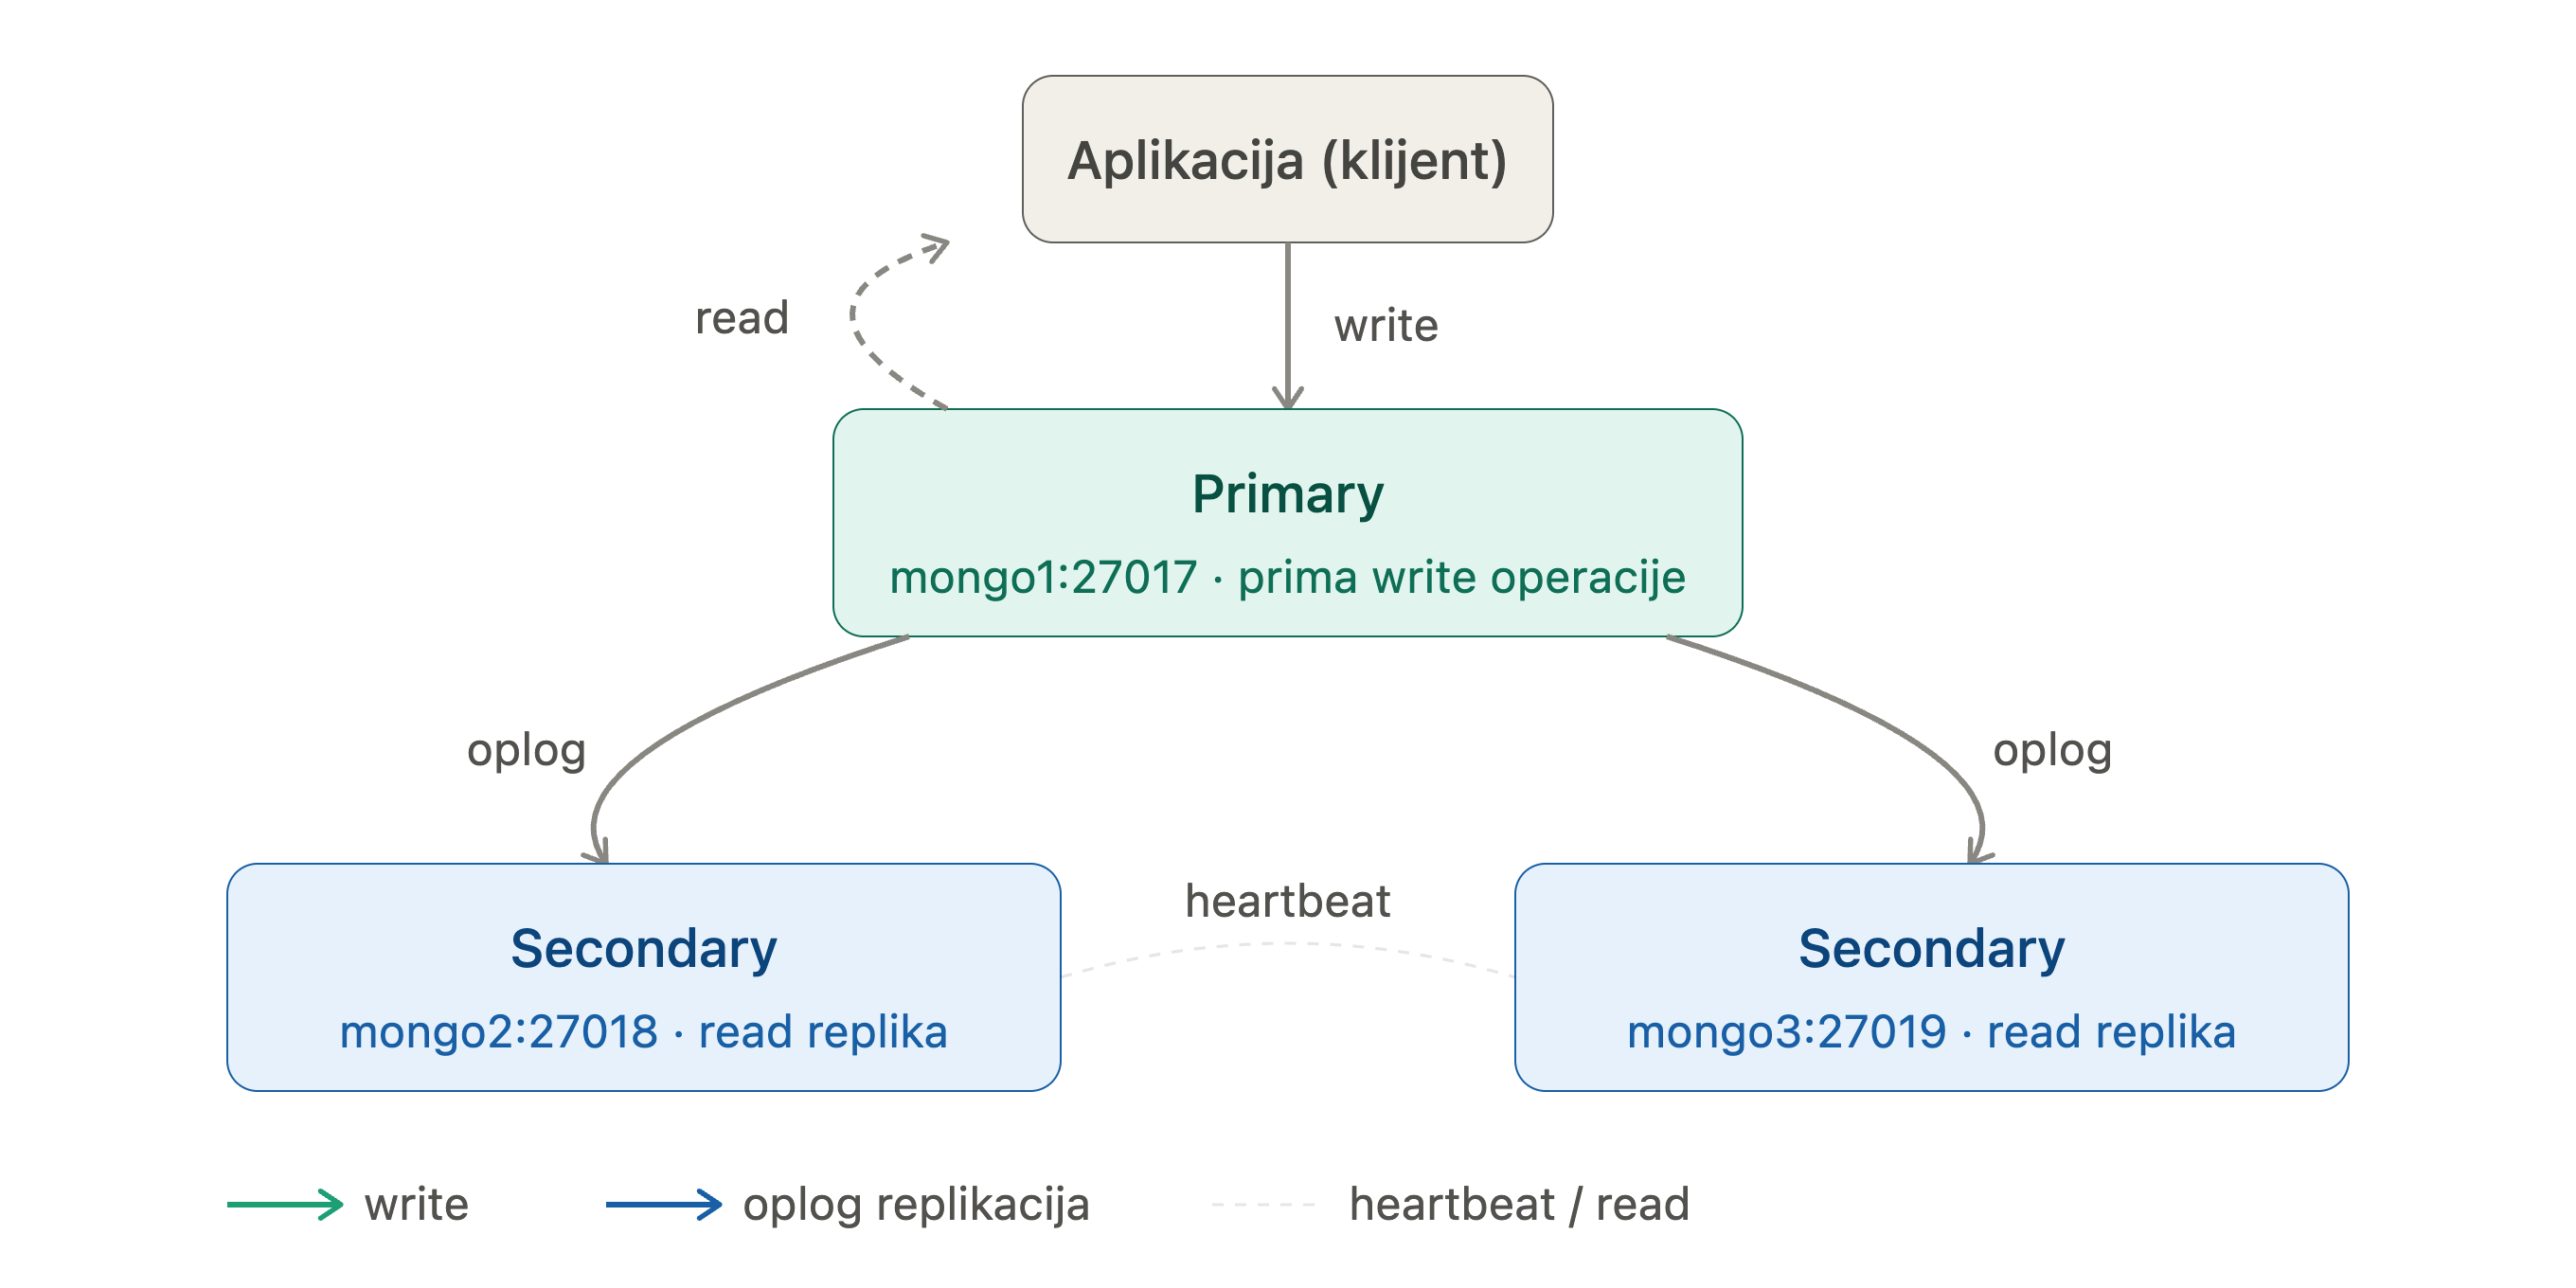 Aplikacija (klijent)
read
write
Primary
mongo1:27017 · prima write operacije
oplog
oplog
heartbeat
Secondary
mongo2:27018 · read replika
Secondary
mongo3:27019 · read replika
write
oplog replikacija
heartbeat / read